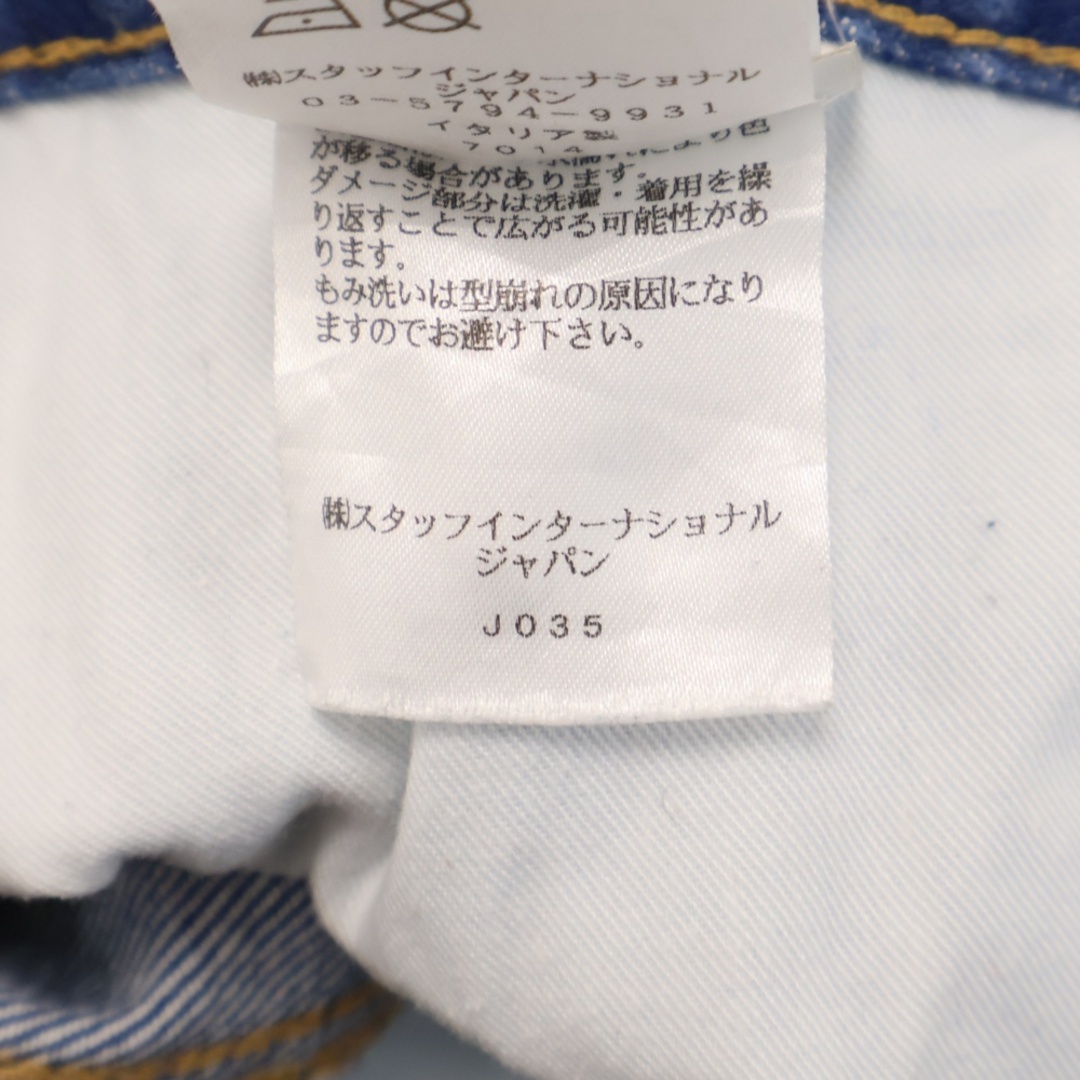 ㈱スタッフインターナショナル
ジャパン
03-5794-9931
イタリア製
7014
により色
が移る場合があります。
ダメージ部分は洗濯・着用を繰
り返すことで広がる可能性があ
ります。
もみ洗いは型崩れの原因になり
ますのでお避け下さい。
㈱スタッフインターナショナル
ジャパン
J035